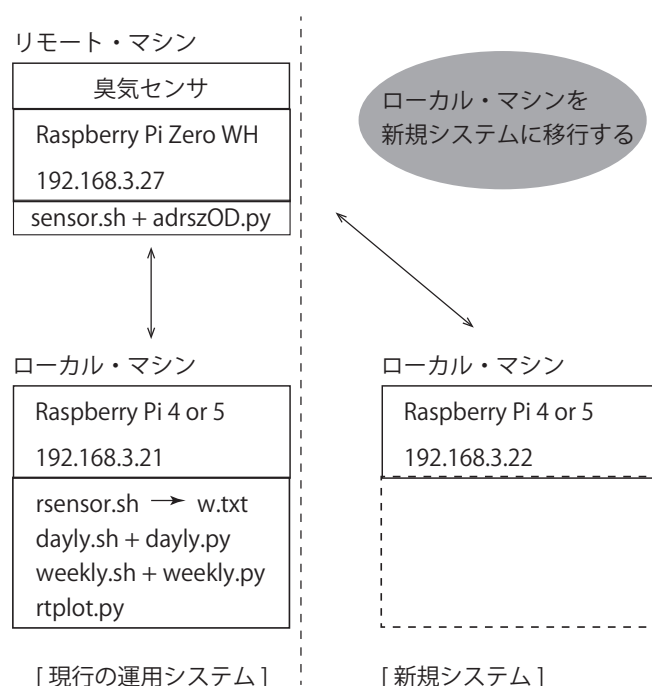 リモート・マシン
臭気センサ
Raspberry Pi Zero WH
192.168.3.27
sensor.sh + adrszOD.py
ローカル・マシンを
新規システムに移行する
ローカル・マシン
Raspberry Pi 4 or 5
192.168.3.21
rsensor.sh → w.txt
dayly.sh + dayly.py
weekly.sh + weekly.py
rtplot.py
[ 現行の運用システム ]
ローカル・マシン
Raspberry Pi 4 or 5
192.168.3.22
[ 新規システム ]